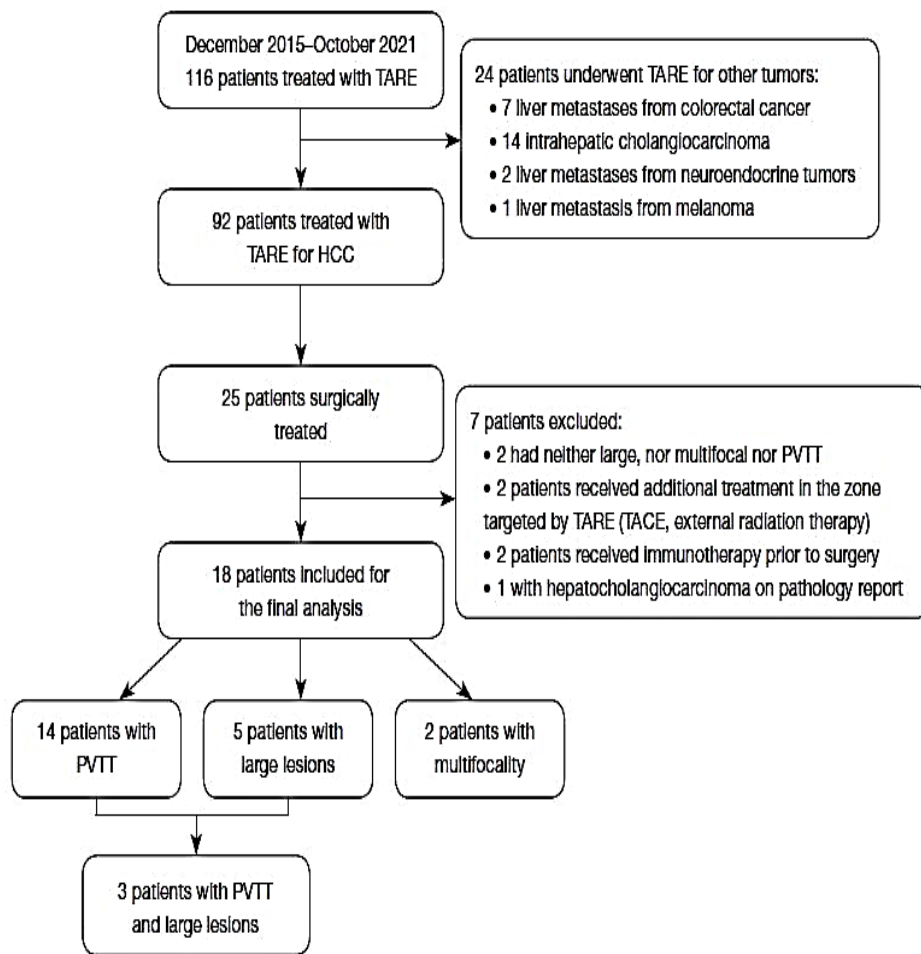 December 2015–October 2021
116 patients treated with TARE
24 patients underwent TARE for other tumors:
• 7 liver metastases from colorectal cancer
• 14 intrahepatic cholangiocarcinoma
• 2 liver metastases from neuroendocrine tumors
• 1 liver metastasis from melanoma
92 patients treated with
TARE for HCC
25 patients surgically
treated
7 patients excluded:
• 2 had neither large, nor multifocal nor PVTT
• 2 patients received additional treatment in the zone
targeted by TARE (TACE, external radiation therapy)
• 2 patients received immunotherapy prior to surgery
• 1 with hepatocholangiocarcinoma on pathology report
18 patients included for
the final analysis
14 patients with
PVTT
5 patients with
large lesions
2 patients with
multifocality
3 patients with PVTT
and large lesions